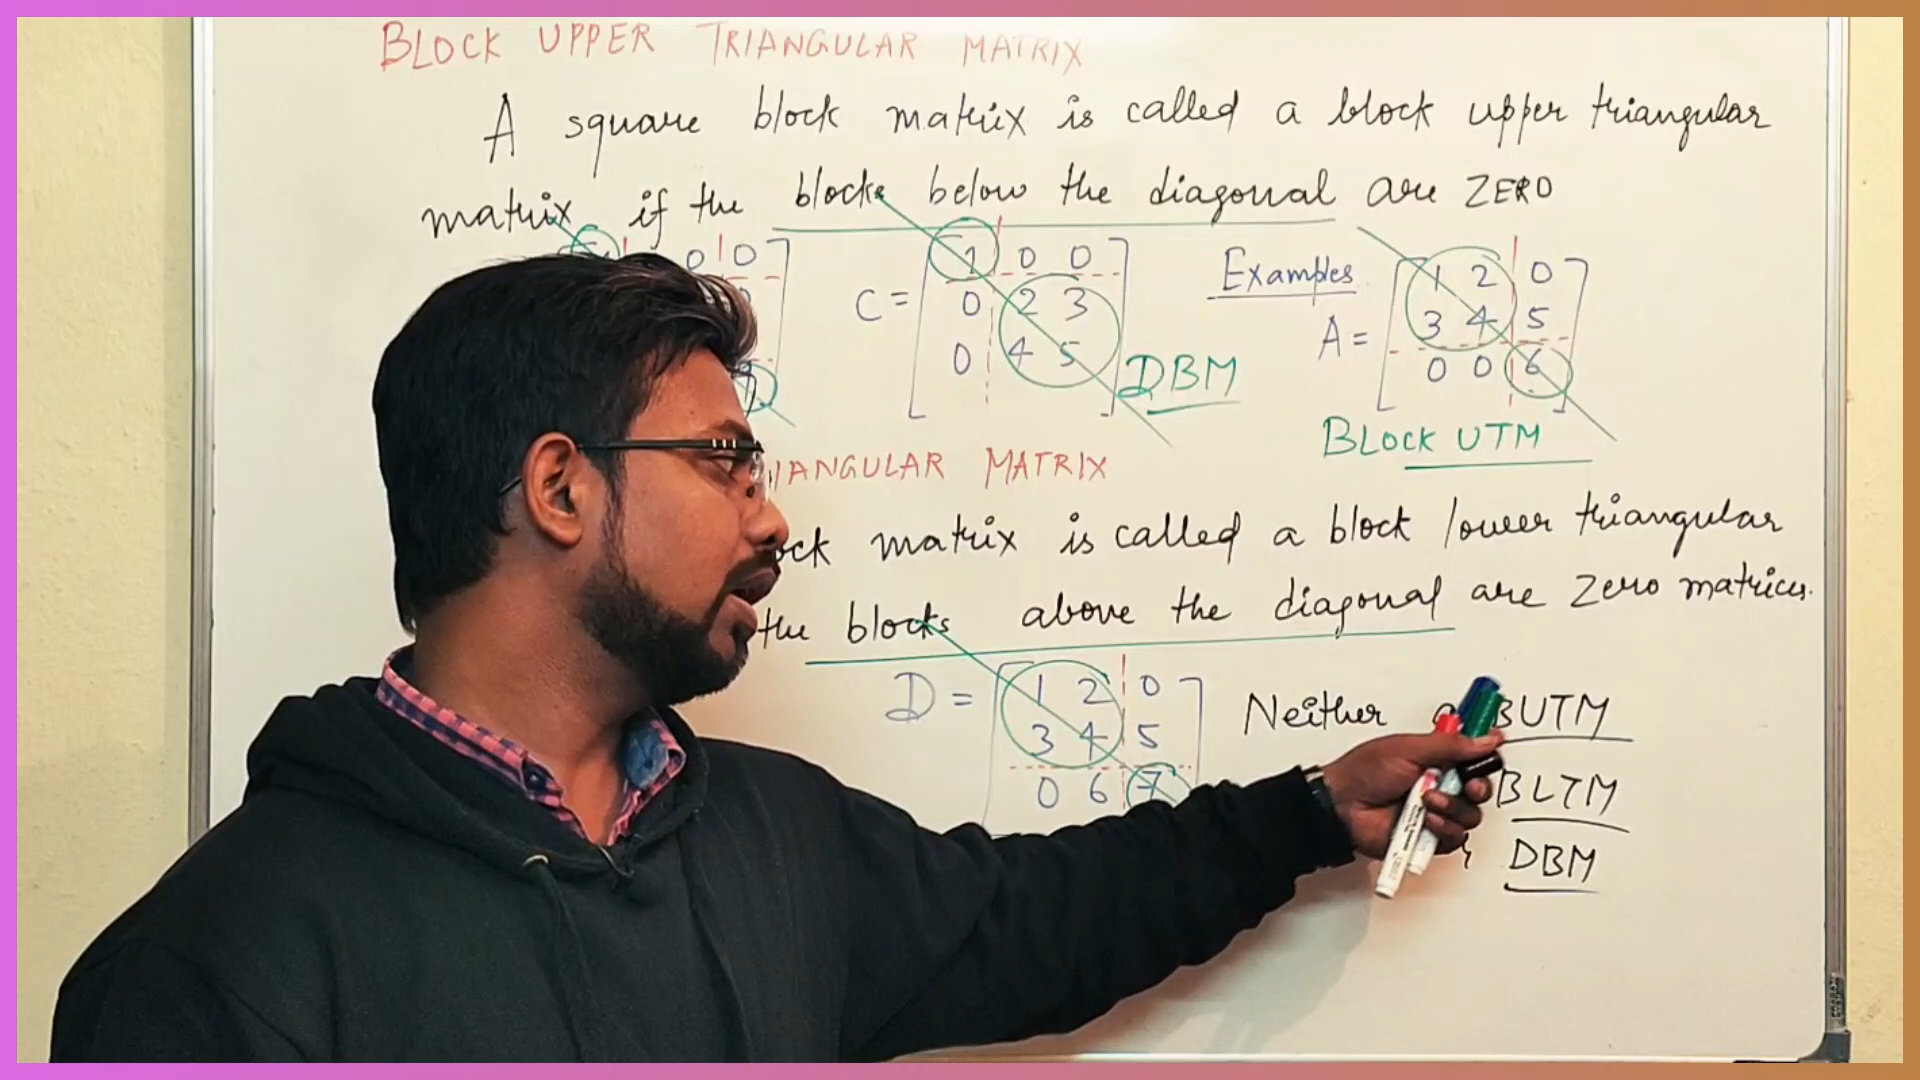 BLOCK UPPER TRIANGULAR MATRIX
A square block matrix is called a block upper triangular
matrix if the blocks below the diagonal are ZERO
0 0
C = 1 0 0
0 2 3
0 4 5
DBM
Examples
A = 1 2 0
3 4 5
0 0 6
BLOCK UTM
MATRIX
matrix is called a block lower triangular
the blocks above the diagonal are Zero matrices.
D = 1 2 0
3 4 5
0 6 7
Neither BUTM
BLTM
DBM